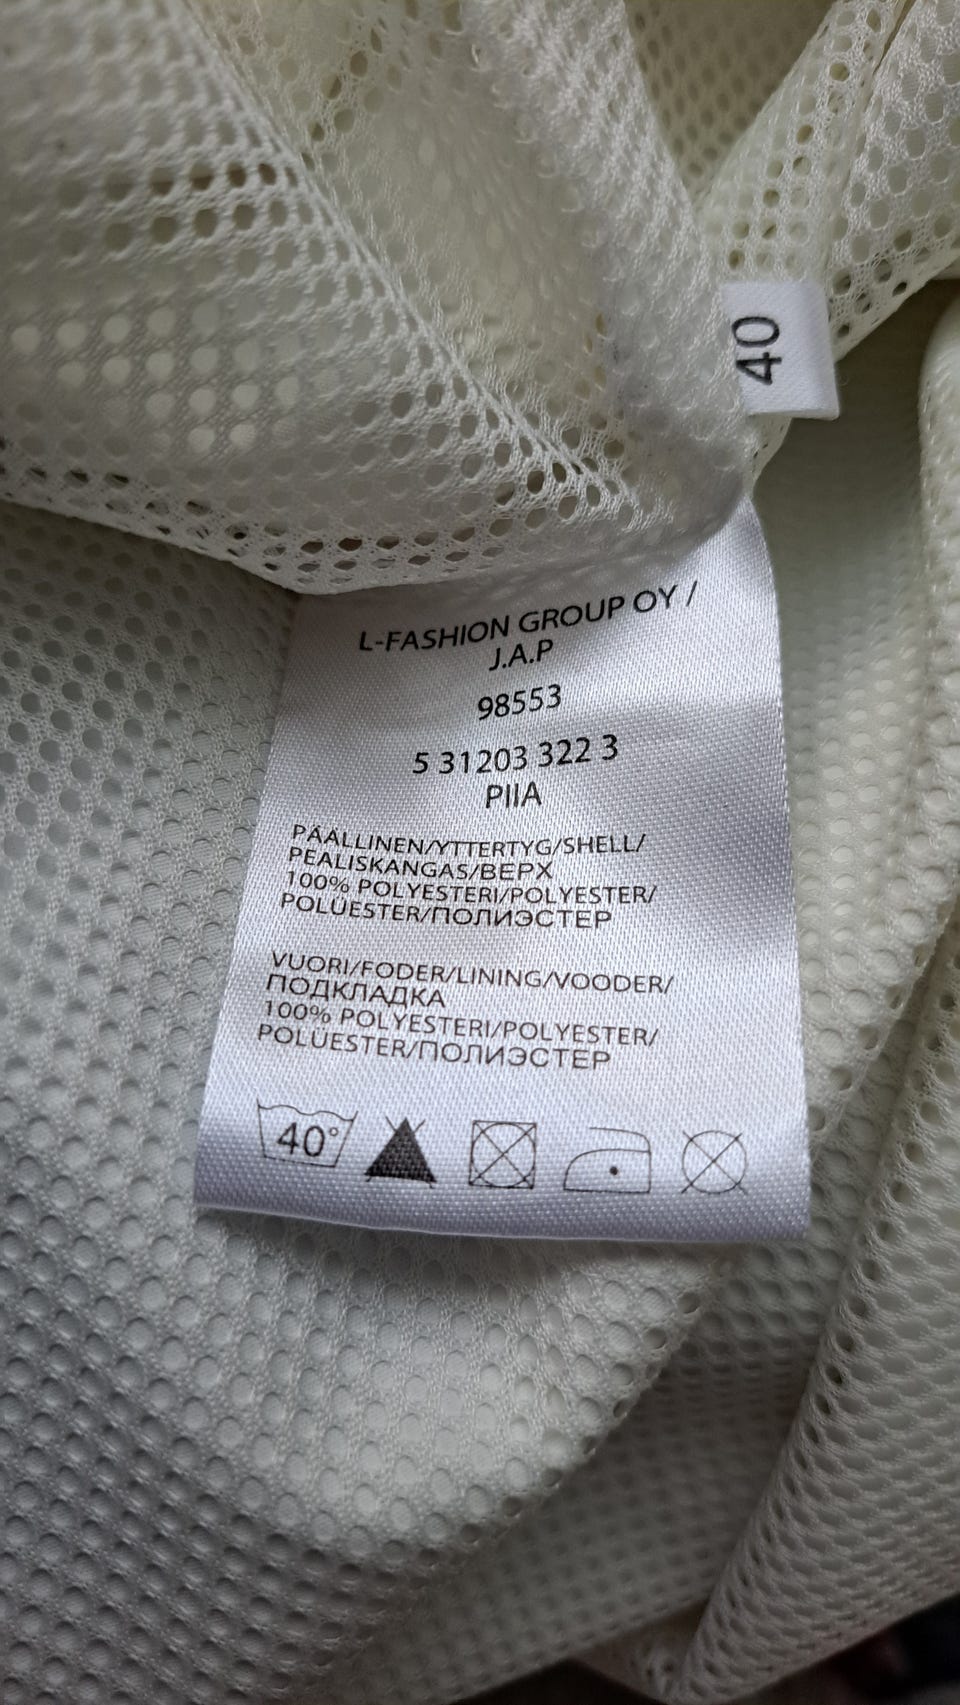 40
L-FASHION GROUP OY /
J.A.P
98553
5 31203 322 3
PIIA
PÄÄLLINEN/YTTERTYG/SHELL/
PEALISKANGAS/ВЕРХ
100% POLYESTERI/POLYESTER/
POLÜESTER/ПОЛИЭСТЕР
VUORI/FODER/LINING/VOODER/
ПОДКЛАДКА
100% POLYESTERI/POLYESTER/
POLÜESTER/ПОЛИЭСТЕР
40°